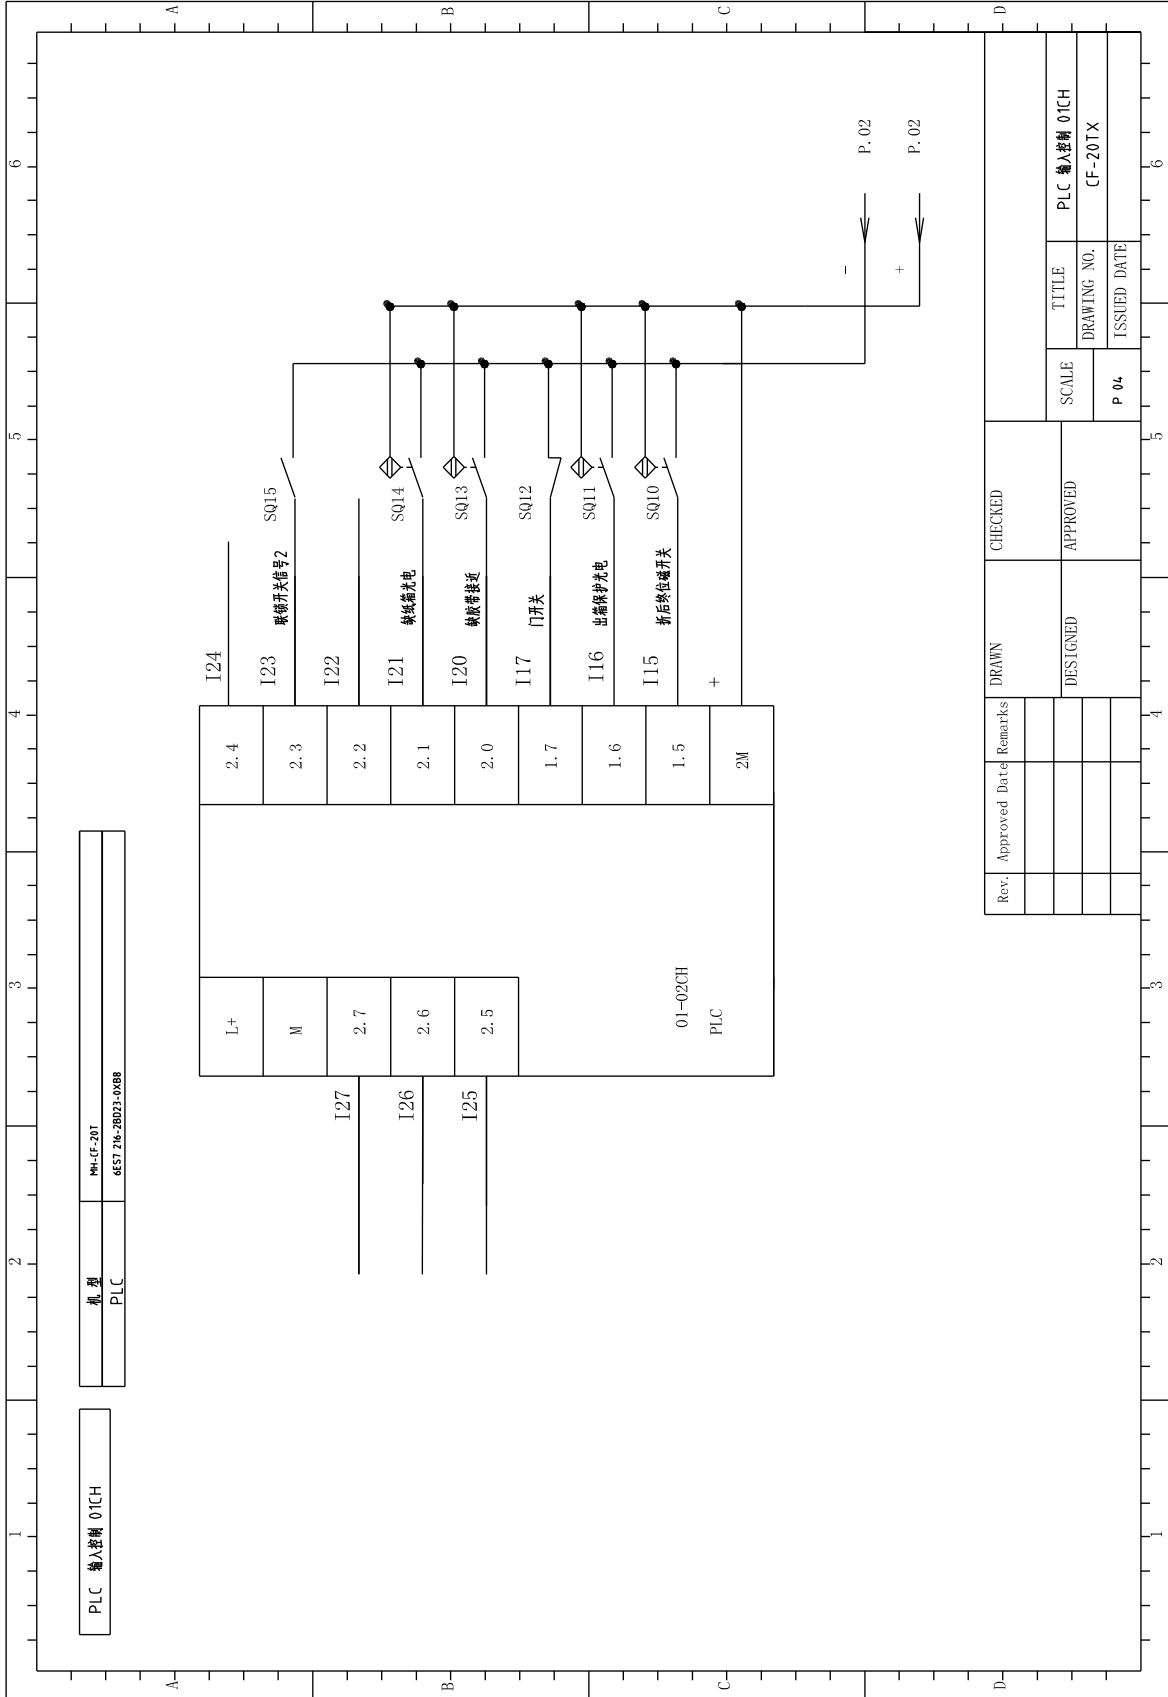 PLC 输入控制 01CH
机 型 MH-CF-20T
PLC 6ES7 216-2BD23-0XB8
1 2 3 4 5 6
A B C D
L+
M
2.7 I27
2.6 I26
2.5 I25
01-02CH
PLC
2.4 I24
2.3 I23 联锁开关信号2 SQ15
2.2 I22
2.1 I21 缺纸箱光电 SQ14
2.0 I20 缺胶带接近 SQ13
1.7 I17 门开关 SQ12
1.6 I16 出箱保护光电 SQ11
1.5 I15 折后终位磁开关 SQ10
2M +
- P.02
+ P.02
Rev. Approved Date Remarks
DRAWN CHECKED
DESIGNED APPROVED
SCALE P 04
TITLE PLC 输入控制 01CH
DRAWING NO. CF-20TX
ISSUED DATE
A B C D
1 2 3 4 5 6